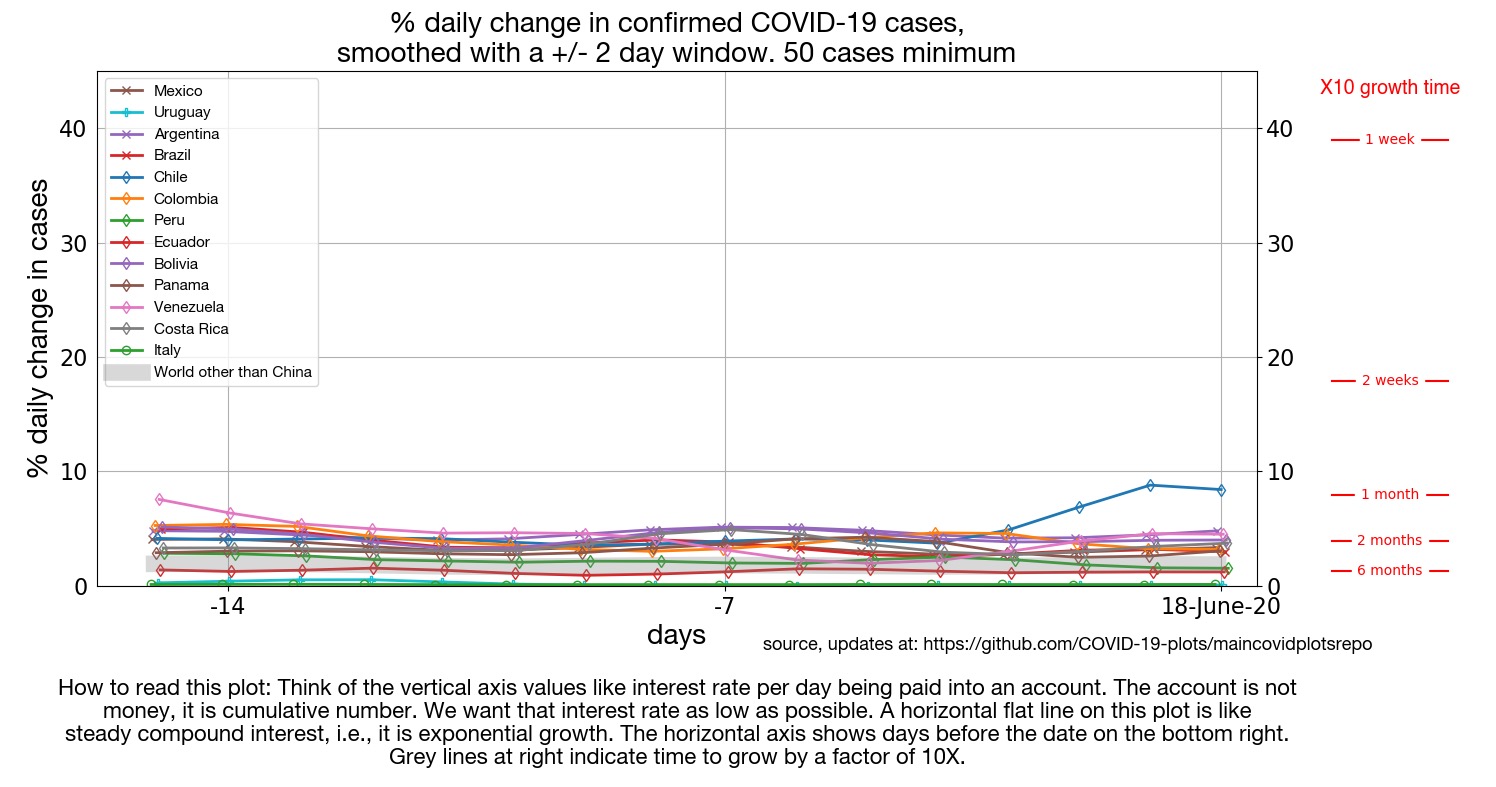 % daily change in confirmed COVID-19 cases,
smoothed with a +/- 2 day window. 50 cases minimum
Mexico
Uruguay
Argentina
Brazil
Chile
Colombia
Peru
Ecuador
Bolivia
Panama
Venezuela
Costa Rica
Italy
World other than China
% daily change in cases
40
30
20
10
0
40
30
20
10
0
X10 growth time
1 week
2 weeks
1 month
2 months
6 months
-14
-7
18-June-20
days
source, updates at: https://github.com/COVID-19-plots/maincovidplotsrepo
How to read this plot: Think of the vertical axis values like interest rate per day being paid into an account. The account is not
money, it is cumulative number. We want that interest rate as low as possible. A horizontal flat line on this plot is like
steady compound interest, i.e., it is exponential growth. The horizontal axis shows days before the date on the bottom right.
Grey lines at right indicate time to grow by a factor of 10X.